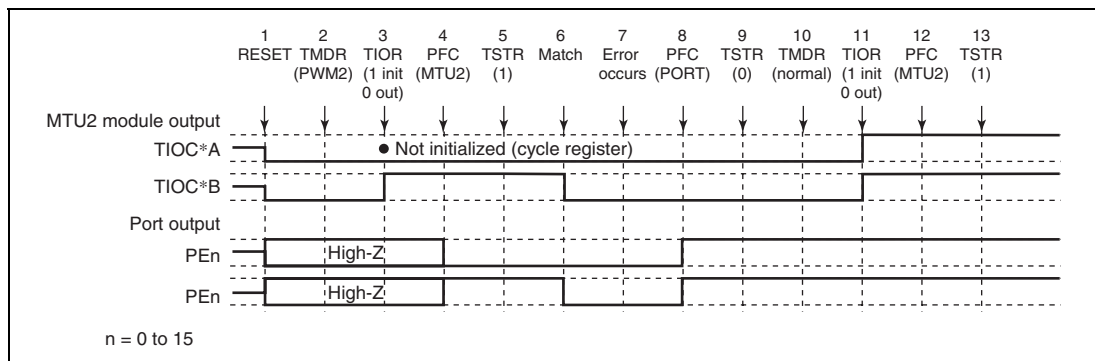 1 2 3 4 5 6 7 8 9 10 11 12 13
RESET TMDR TIOR PFC TSTR Match Error PFC TSTR TMDR TIOR PFC TSTR
(PWM2) (1 init (MTU2) (1) occurs (PORT) (0) (normal) (1 init (MTU2) (1)
0 out) 0 out)
MTU2 module output
TIOC*A ● Not initialized (cycle register)
TIOC*B
Port output
PEn High-Z
PEn High-Z
n = 0 to 15